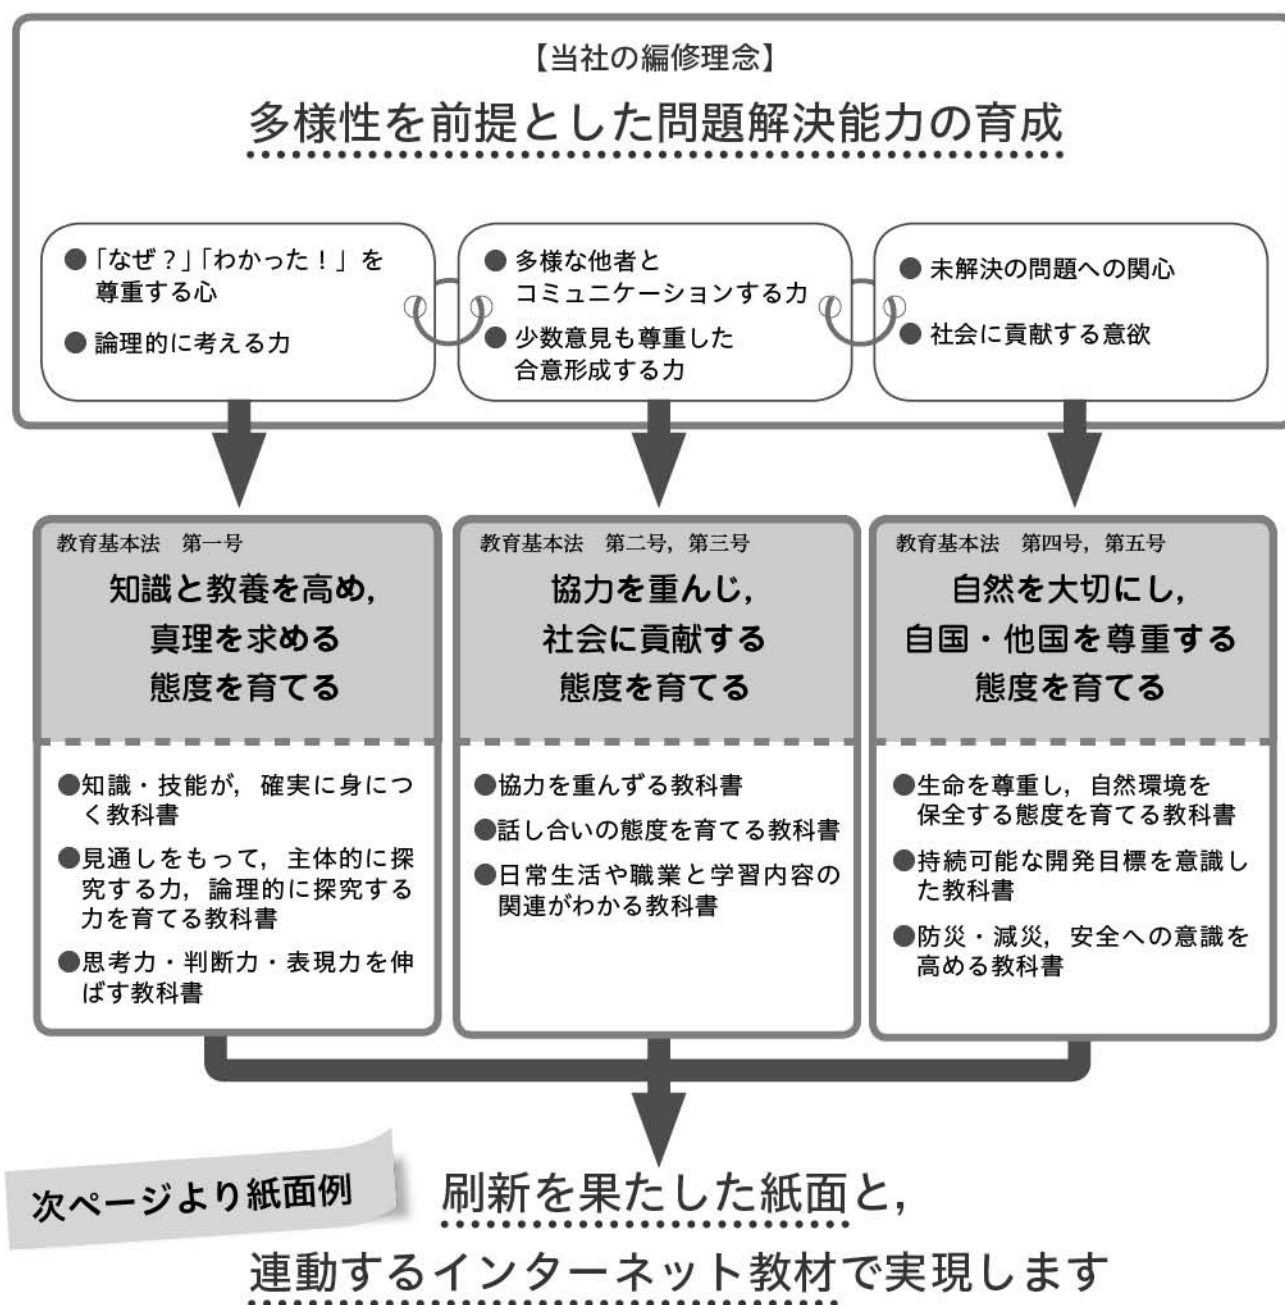 【当社の編修理念】
多様性を前提とした問題解決能力の育成
●「なぜ？」「わかった！」を
尊重する心
●論理的に考える力
●多様な他者と
コミュニケーションする力
●少数意見も尊重した
合意形成する力
●未解決の問題への関心
●社会に貢献する意欲
教育基本法　第一号
知識と教養を高め，
真理を求める
態度を育てる
●知識・技能が，確実に身につ
く教科書
●見通しをもって，主体的に探
究する力，論理的に探究する
力を育てる教科書
●思考力・判断力・表現力を伸
ばす教科書
教育基本法　第二号，第三号
協力を重んじ，
社会に貢献する
態度を育てる
●協力を重んずる教科書
●話し合いの態度を育てる教科書
●日常生活や職業と学習内容の
関連がわかる教科書
教育基本法　第四号，第五号
自然を大切にし，
自国・他国を尊重する
態度を育てる
●生命を尊重し，自然環境を
保全する態度を育てる教科書
●持続可能な開発目標を意識し
た教科書
●防災・減災，安全への意識を
高める教科書
次ページより紙面例
刷新を果たした紙面と，
連動するインターネット教材で実現します